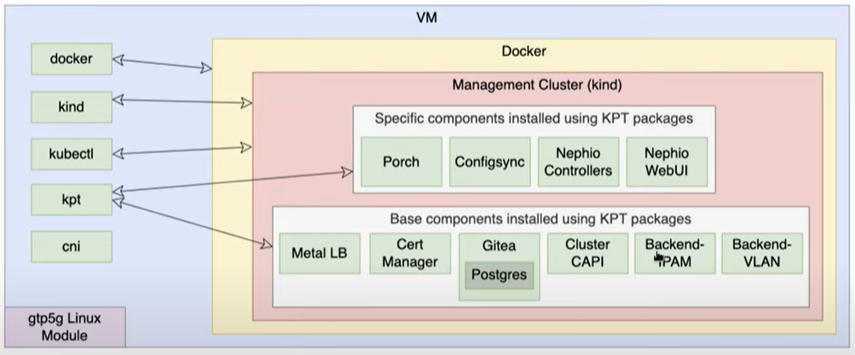 VM
docker
kind
kubectl
kpt
cni
gtp5g Linux
Module
Docker
Management Cluster (kind)
Specific components installed using KPT packages
Porch
Configsync
Nephio
Controllers
Nephio
WebUI
Base components installed using KPT packages
Metal LB
Cert
Manager
Gitea
Postgres
Cluster
CAPI
Backend-
IPAM
Backend-
VLAN